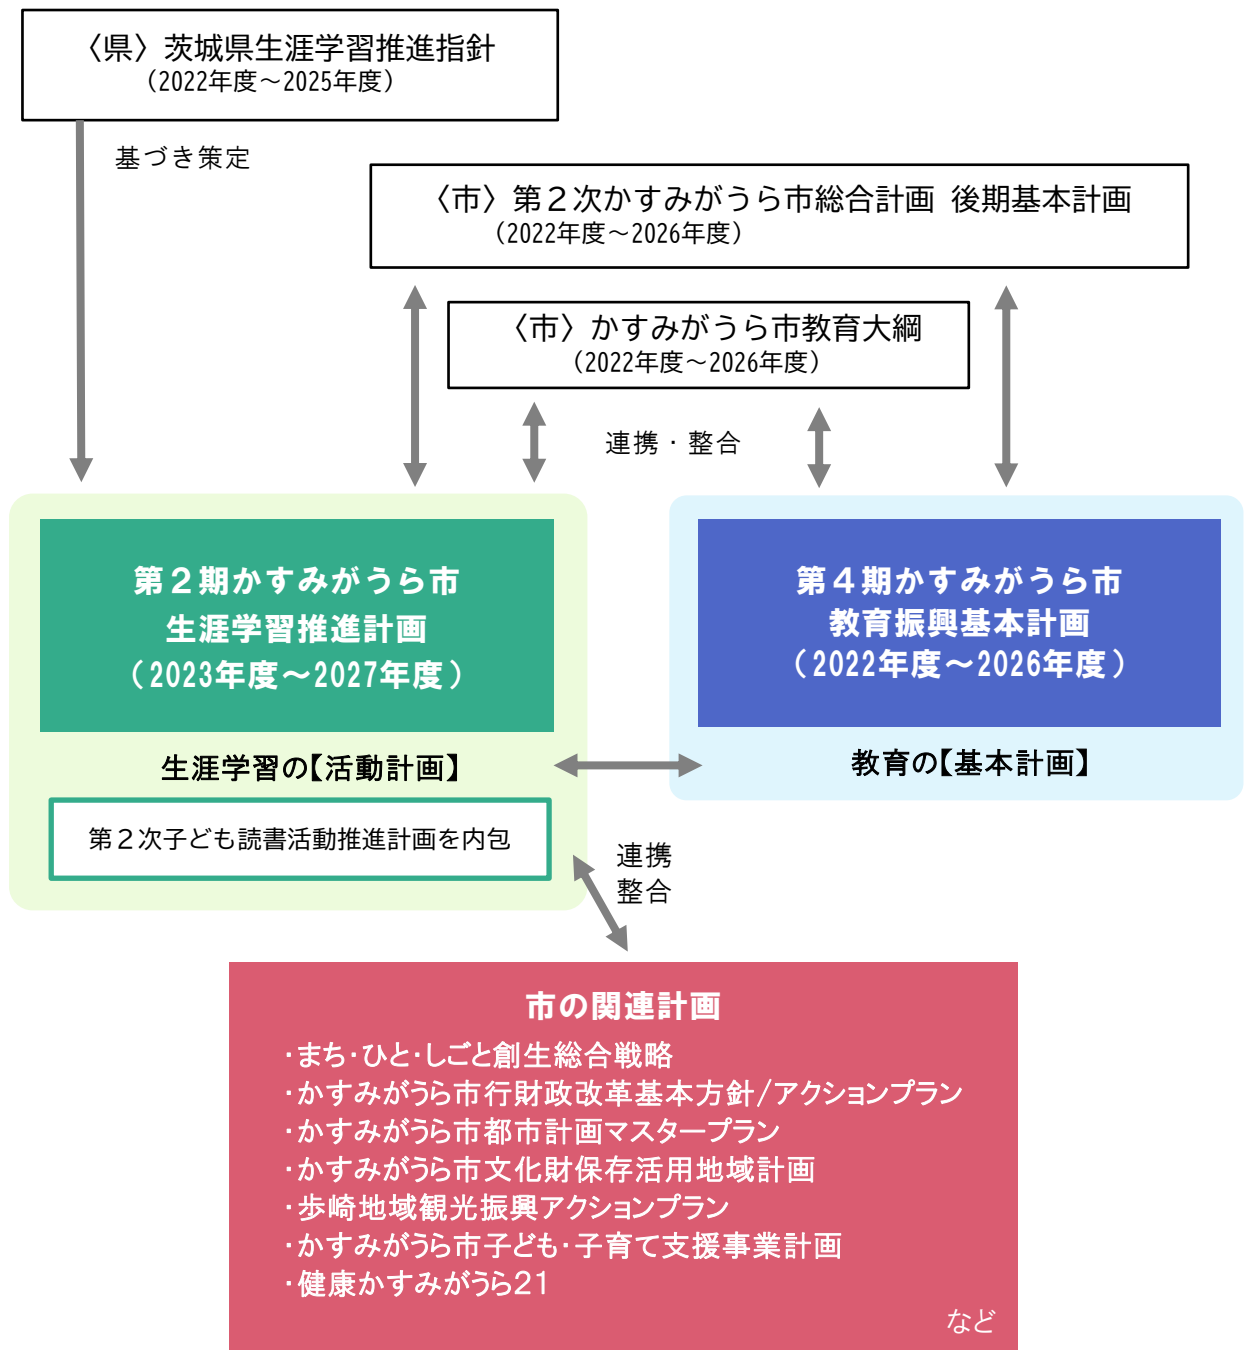 〈県〉茨城県生涯学習推進指針
（2022年度～2025年度）
基づき策定
〈市〉第２次かすみがうら市総合計画 後期基本計画
（2022年度～2026年度）
〈市〉かすみがうら市教育大綱
（2022年度～2026年度）
連携・整合
第２期かすみがうら市
生涯学習推進計画
（2023年度～2027年度）
生涯学習の【活動計画】
第２次子ども読書活動推進計画を内包
第４期かすみがうら市
教育振興基本計画
（2022年度～2026年度）
教育の【基本計画】
連携
整合
市の関連計画
・まち・ひと・しごと創生総合戦略
・かすみがうら市行財政改革基本方針/アクションプラン
・かすみがうら市都市計画マスタープラン
・かすみがうら市文化財保存活用地域計画
・歩崎地域観光振興アクションプラン
・かすみがうら市子ども・子育て支援事業計画
・健康かすみがうら21
など